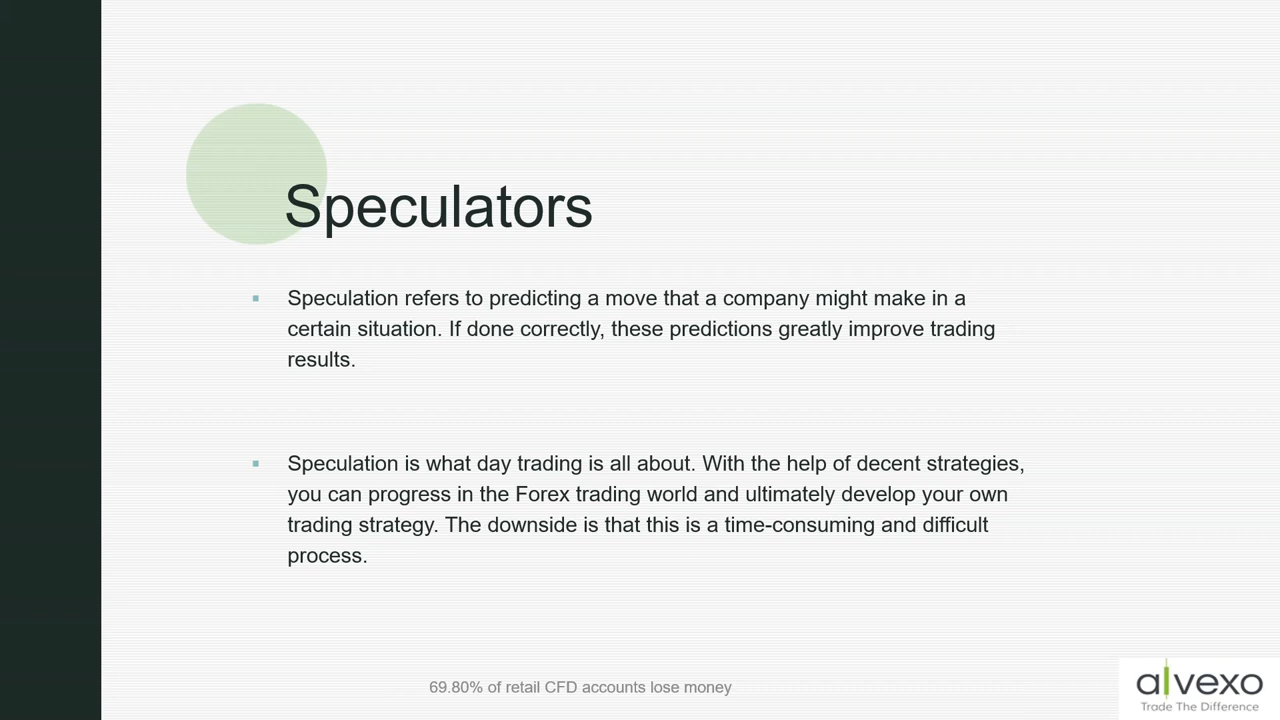 Speculators
Speculation refers to predicting a move that a company might make in a
certain situation. If done correctly, these predictions greatly improve trading
results.
Speculation is what day trading is all about. With the help of decent strategies,
you can progress in the Forex trading world and ultimately develop your own
trading strategy. The downside is that this is a time-consuming and difficult
process.
69.80% of retail CFD accounts lose money
alvexo
Trade The Difference